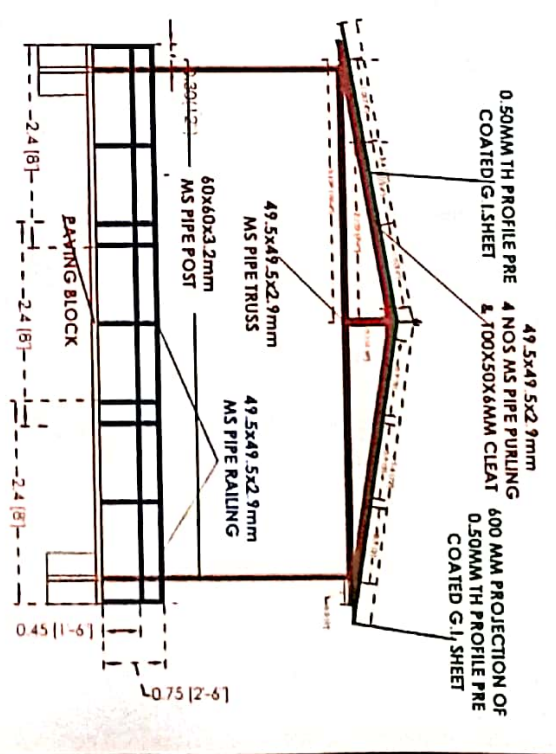 0.50MM TH PROFILE PRE
COATED G.I.SHEET
49.5x49.5x2.9mm
4 NOS MS PIPE PURLING
& 100X50X6MM CLEAT
600 MM PROJECTION OF
0.50MM TH PROFILE PRE
COATED G.I. SHEET
49.5x49.5x2.9mm
MS PIPE TRUSS
60x60x3.2mm
MS PIPE POST
49.5x49.5x2.9mm
MS PIPE RAILING
PAVING BLOCK
2.4 [8']
2.4 [8']
2.4 [8']
0.45 [1'-6"]
0.75 [2'-6"]